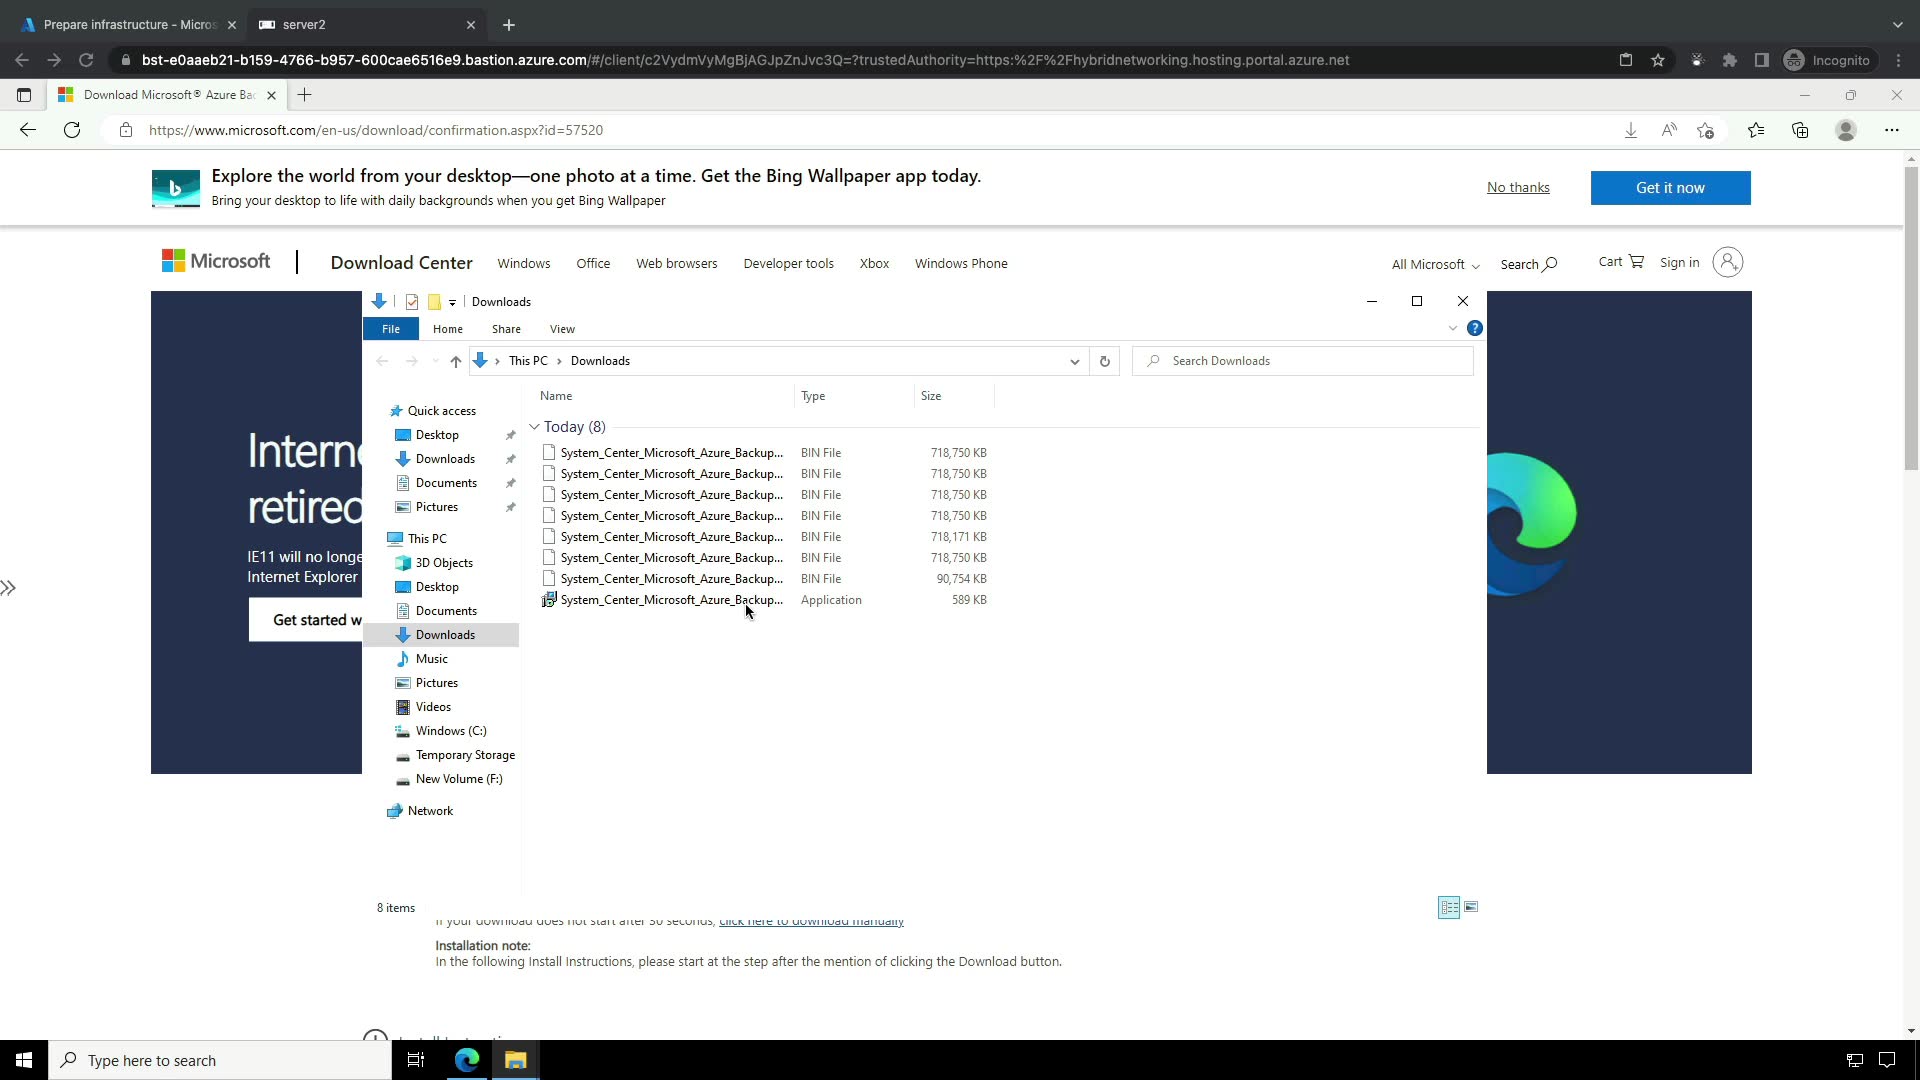 Prepare infrastructure - Micros
server2
bst-e0aaeb21-b159-4766-b957-600cae6516e9.bastion.azure.com/#/client/c2VydmVyMgBjAGJpZnJvc3Q=?trustedAuthority=https:%2F%2Fhybridnetworking.hosting.portal.azure.net
Incognito
Download Microsoft® Azure Bac
https://www.microsoft.com/en-us/download/confirmation.aspx?id=57520
Explore the world from your desktop—one photo at a time. Get the Bing Wallpaper app today.
Bring your desktop to life with daily backgrounds when you get Bing Wallpaper
No thanks
Get it now
Microsoft
Download Center
Windows
Office
Web browsers
Developer tools
Xbox
Windows Phone
All Microsoft
Search
Cart
Sign in
Downloads
File
Home
Share
View
This PC
Downloads
Search Downloads
Name
Type
Size
Quick access
Desktop
Downloads
Documents
Pictures
This PC
3D Objects
Desktop
Documents
Downloads
Music
Pictures
Videos
Windows (C:)
Temporary Storage
New Volume (F:)
Network
Today (8)
System_Center_Microsoft_Azure_Backup... BIN File 718,750 KB
System_Center_Microsoft_Azure_Backup... BIN File 718,750 KB
System_Center_Microsoft_Azure_Backup... BIN File 718,750 KB
System_Center_Microsoft_Azure_Backup... BIN File 718,750 KB
System_Center_Microsoft_Azure_Backup... BIN File 718,171 KB
System_Center_Microsoft_Azure_Backup... BIN File 718,750 KB
System_Center_Microsoft_Azure_Backup... BIN File 90,754 KB
System_Center_Microsoft_Azure_Backup... Application 589 KB
Intern
retired
IE11 will no longe
Internet Explorer
Get started w
8 items
If your download does not start after 30 seconds, click here to download manually
Installation note:
In the following Install Instructions, please start at the step after the mention of clicking the Download button.
Type here to search